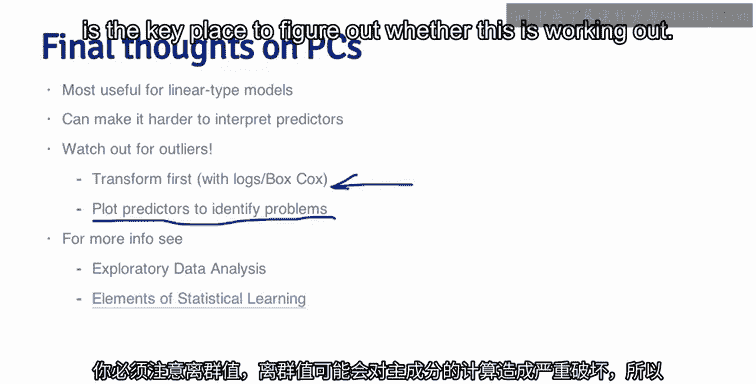 is the key place to figure out whether this is working out.
Final thoughts on PCs
· Most useful for linear-type models
· Can make it harder to interpret predictors
· Watch out for outliers!
- Transform first (with logs/Box Cox)
- Plot predictors to identify problems
· For more info see
- Exploratory Data Analysis
- Elements of Statistical Learning
你必须注意离群值，离群值可能会对主成分的计算造成严重破坏，所以